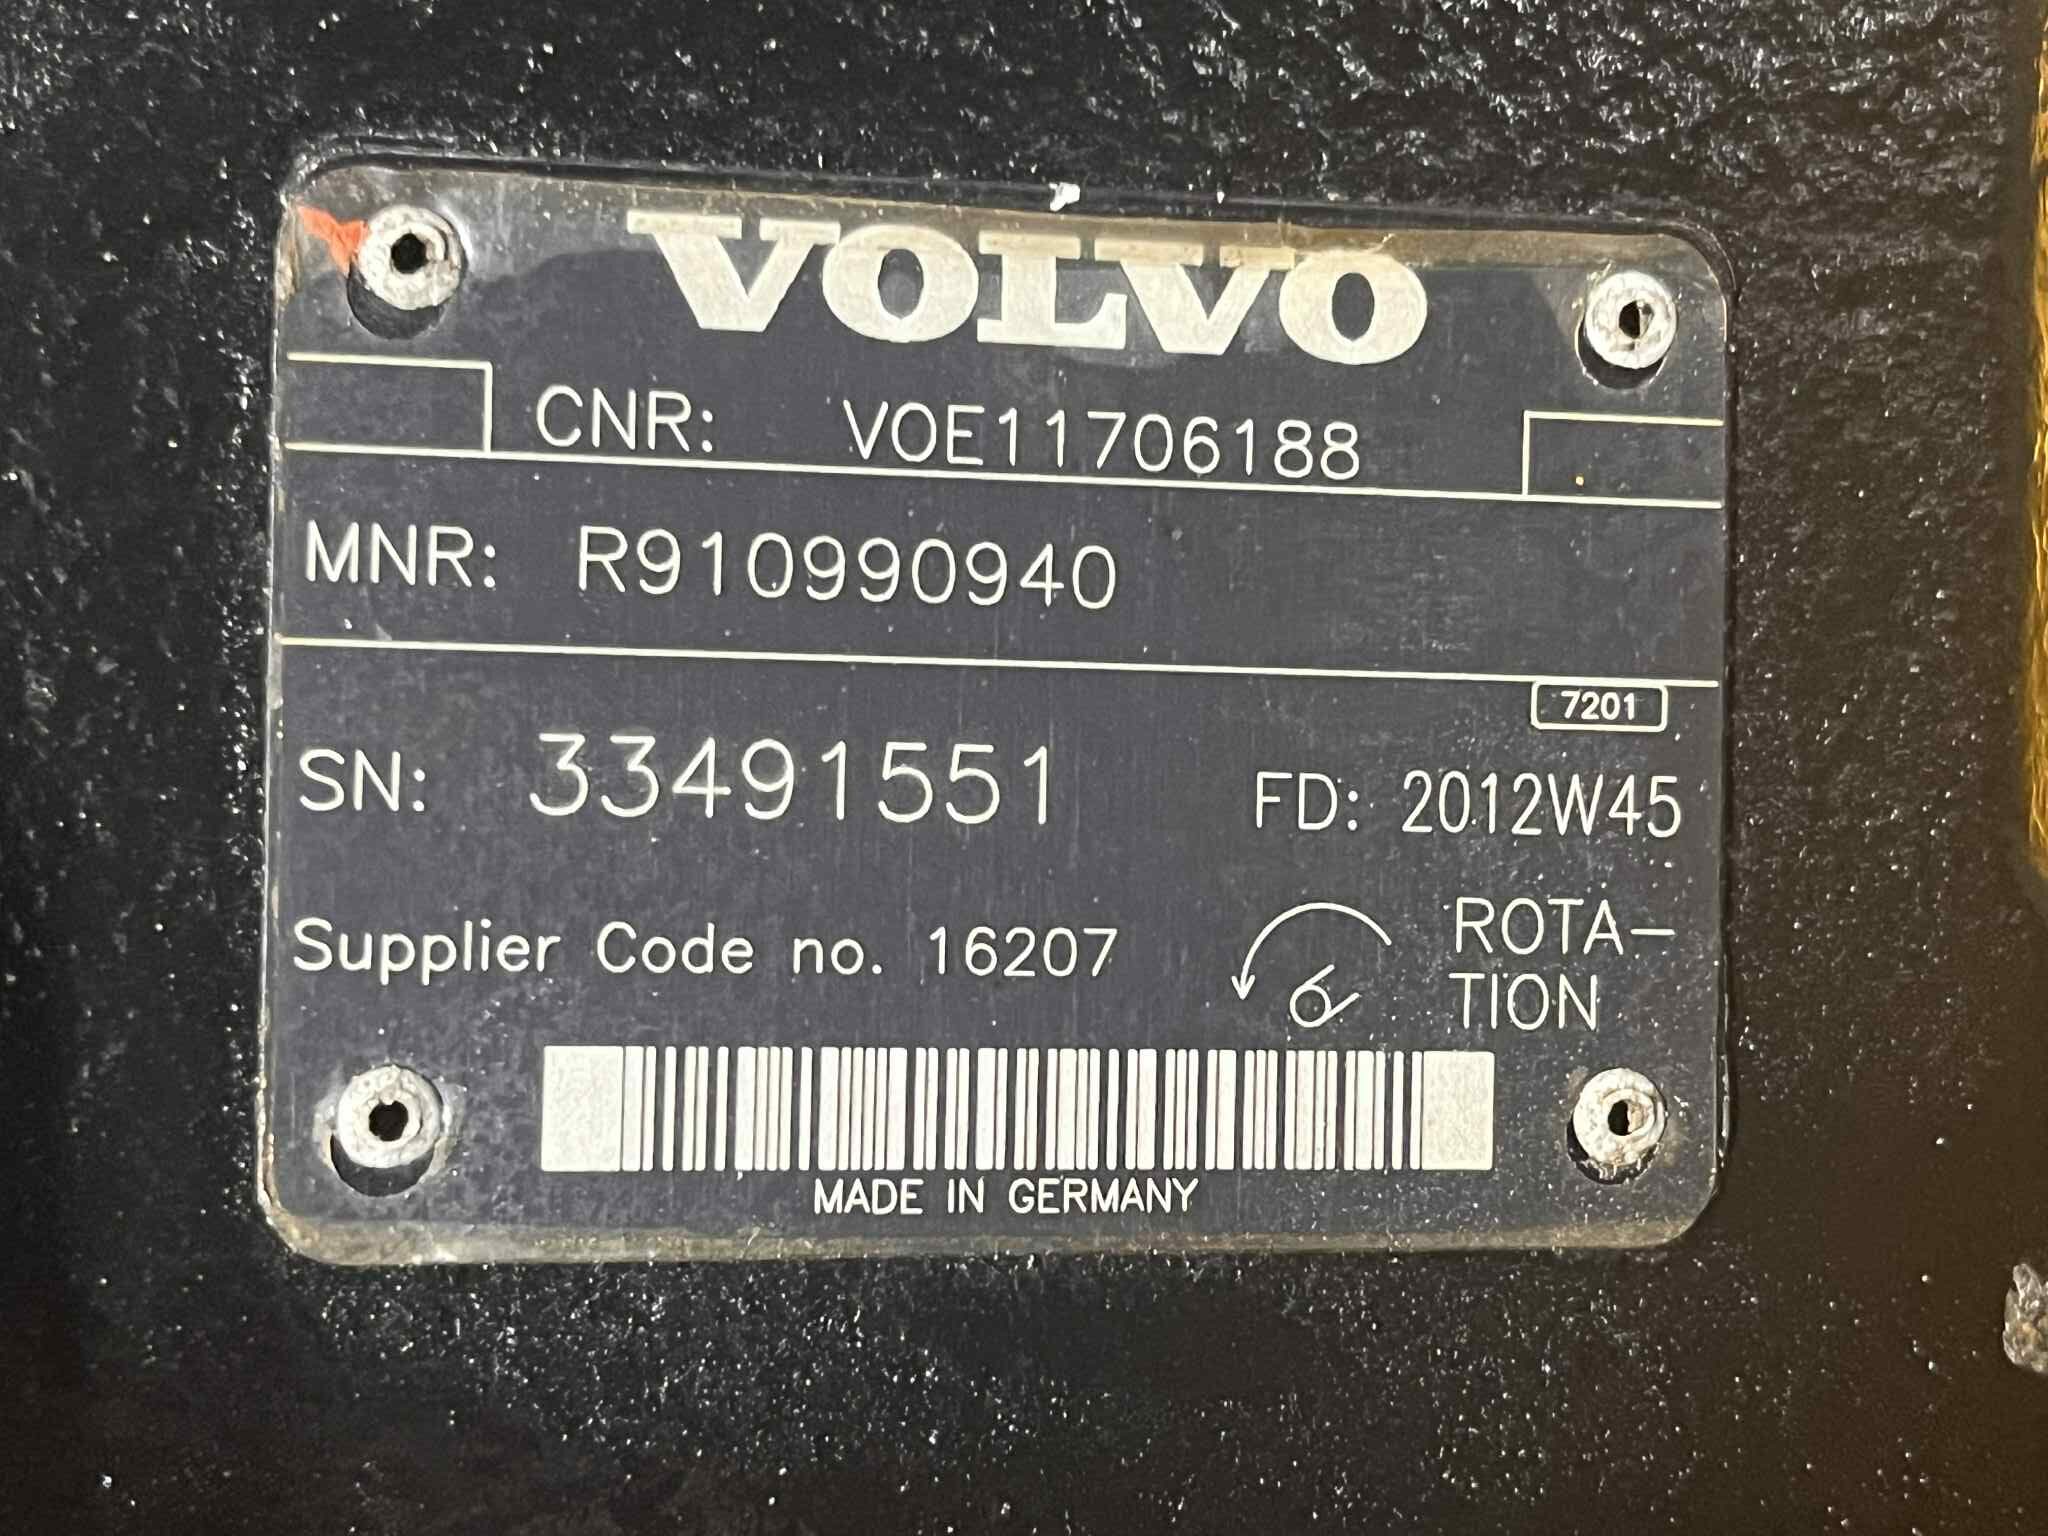 VOLVO
CNR: VOE11706188
MNR: R910990940
7201
SN: 33491551 FD: 2012W45
Supplier Code no. 16207
ROTA-
TION
MADE IN GERMANY